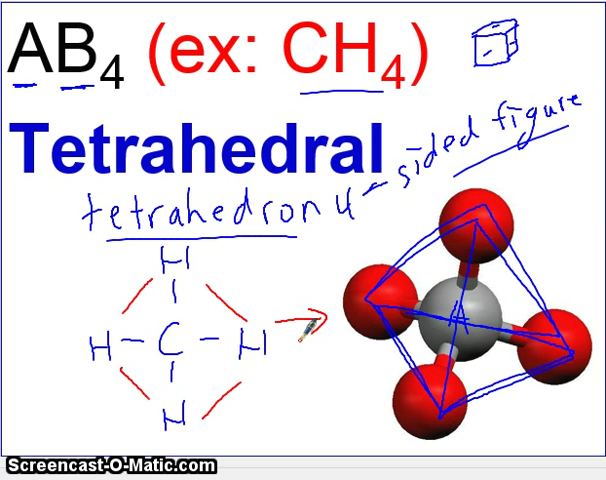 AB4 (ex: CH4)
Tetrahedral
tetrahedron 4-sided figure
H
H - C - H
H
A
Screencast-O-Matic.com